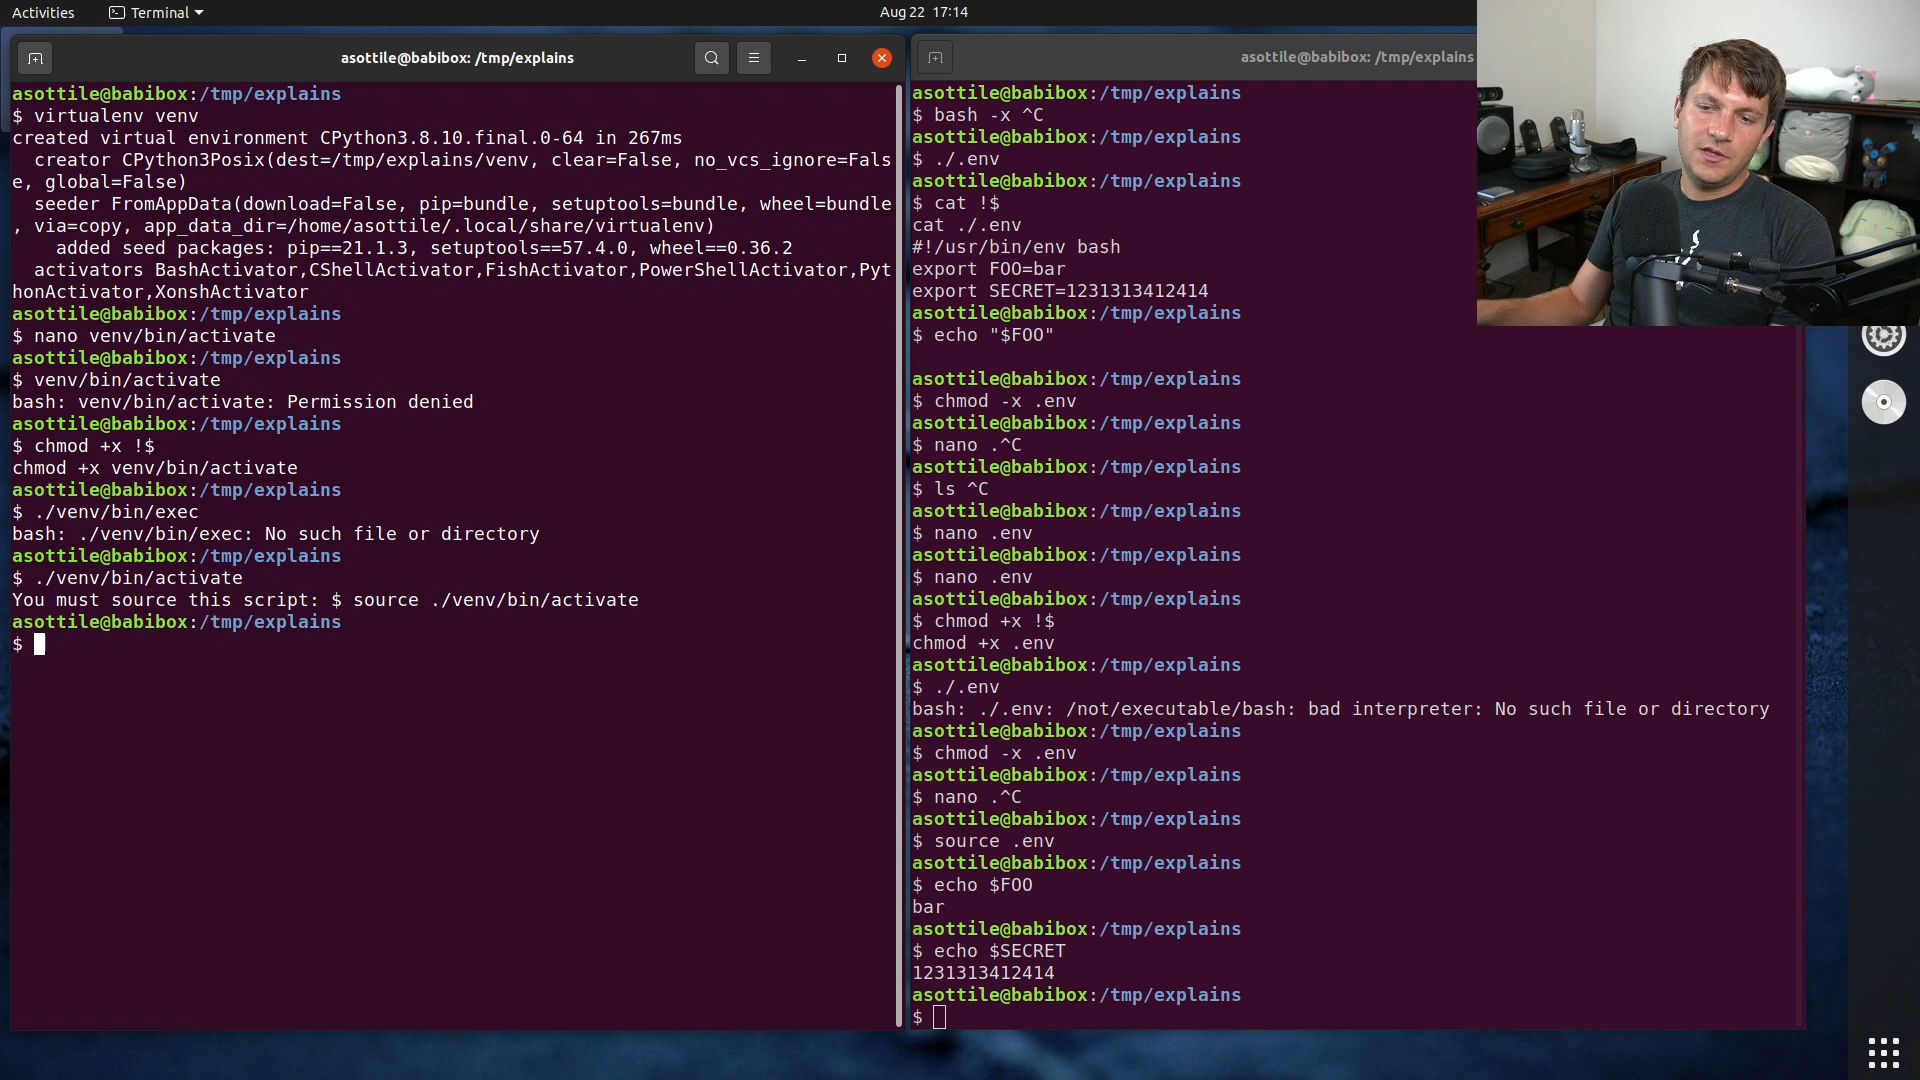 Activities
Terminal
Aug 22 17:14
asottile@babibox: /tmp/explains
asottile@babibox:/tmp/explains
$ virtualenv venv
created virtual environment CPython3.8.10.final.0-64 in 267ms
  creator CPython3Posix(dest=/tmp/explains/venv, clear=False, no_vcs_ignore=Fals
e, global=False)
  seeder FromAppData(download=False, pip=bundle, setuptools=bundle, wheel=bundle
, via=copy, app_data_dir=/home/asottile/.local/share/virtualenv)
    added seed packages: pip==21.1.3, setuptools==57.4.0, wheel==0.36.2
  activators BashActivator,CShellActivator,FishActivator,PowerShellActivator,Pyt
honActivator,XonshActivator
asottile@babibox:/tmp/explains
$ nano venv/bin/activate
asottile@babibox:/tmp/explains
$ venv/bin/activate
bash: venv/bin/activate: Permission denied
asottile@babibox:/tmp/explains
$ chmod +x !$
chmod +x venv/bin/activate
asottile@babibox:/tmp/explains
$ ./venv/bin/exec
bash: ./venv/bin/exec: No such file or directory
asottile@babibox:/tmp/explains
$ ./venv/bin/activate
You must source this script: $ source ./venv/bin/activate
asottile@babibox:/tmp/explains
$
asottile@babibox: /tmp/explains
asottile@babibox:/tmp/explains
$ bash -x ^C
asottile@babibox:/tmp/explains
$ ./.env
asottile@babibox:/tmp/explains
$ cat !$
cat ./.env
#!/usr/bin/env bash
export FOO=bar
export SECRET=1231313412414
asottile@babibox:/tmp/explains
$ echo "$FOO"
asottile@babibox:/tmp/explains
$ chmod -x .env
asottile@babibox:/tmp/explains
$ nano .^C
asottile@babibox:/tmp/explains
$ ls ^C
asottile@babibox:/tmp/explains
$ nano .env
asottile@babibox:/tmp/explains
$ nano .env
asottile@babibox:/tmp/explains
$ chmod +x !$
chmod +x .env
asottile@babibox:/tmp/explains
$ ./.env
bash: ./.env: /not/executable/bash: bad interpreter: No such file or directory
asottile@babibox:/tmp/explains
$ chmod -x .env
asottile@babibox:/tmp/explains
$ nano .^C
asottile@babibox:/tmp/explains
$ source .env
asottile@babibox:/tmp/explains
$ echo $FOO
bar
asottile@babibox:/tmp/explains
$ echo $SECRET
1231313412414
asottile@babibox:/tmp/explains
$